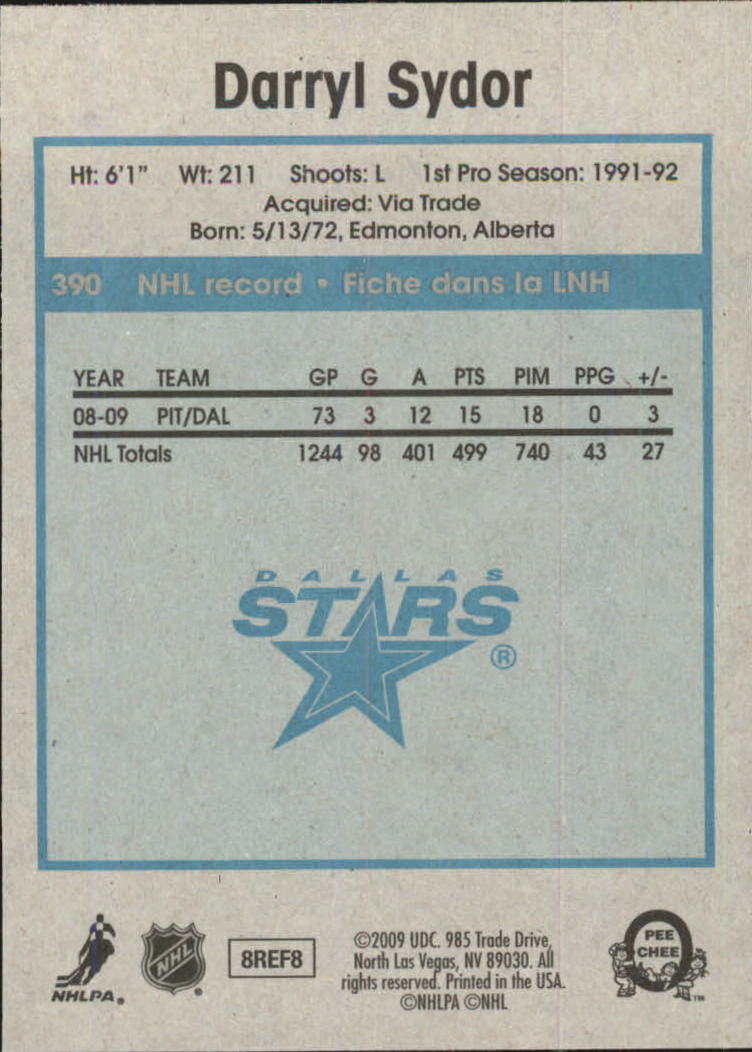 Darryl Sydor
Ht: 6'1" Wt: 211 Shoots: L 1st Pro Season: 1991-92
Acquired: Via Trade
Born: 5/13/72, Edmonton, Alberta
390 NHL record • Fiche dans la LNH
YEAR TEAM GP G A PTS PIM PPG +/-
08-09 PIT/DAL 73 3 12 15 18 0 3
NHL Totals 1244 98 401 499 740 43 27
DALLAS
STARS
®
NHLPA®
NHL®
8REF8
©2009 UDC. 985 Trade Drive,
North Las Vegas, NV 89030. All
rights reserved. Printed in the USA.
©NHLPA ©NHL
O
PEE
CHEE
™